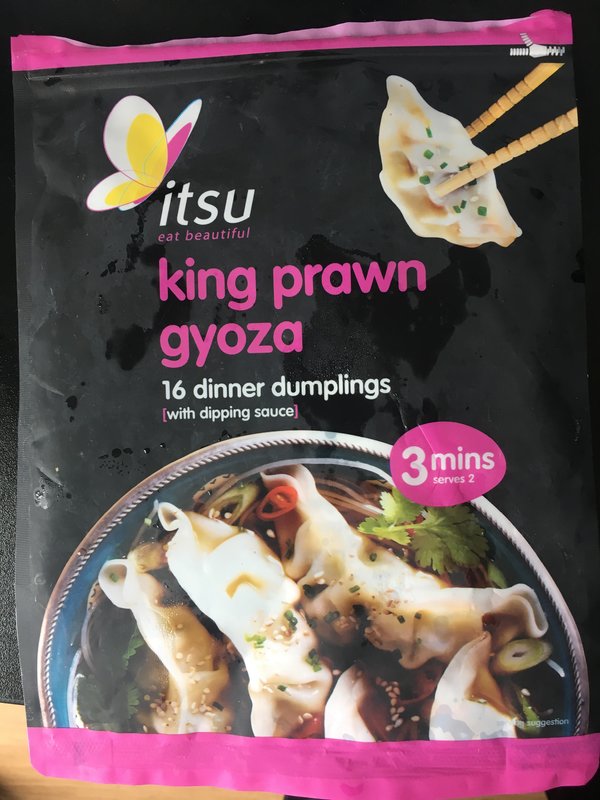 itsu
eat beautiful
king prawn
gyoza
16 dinner dumplings
[with dipping sauce]
3 mins
serves 2
suggestion